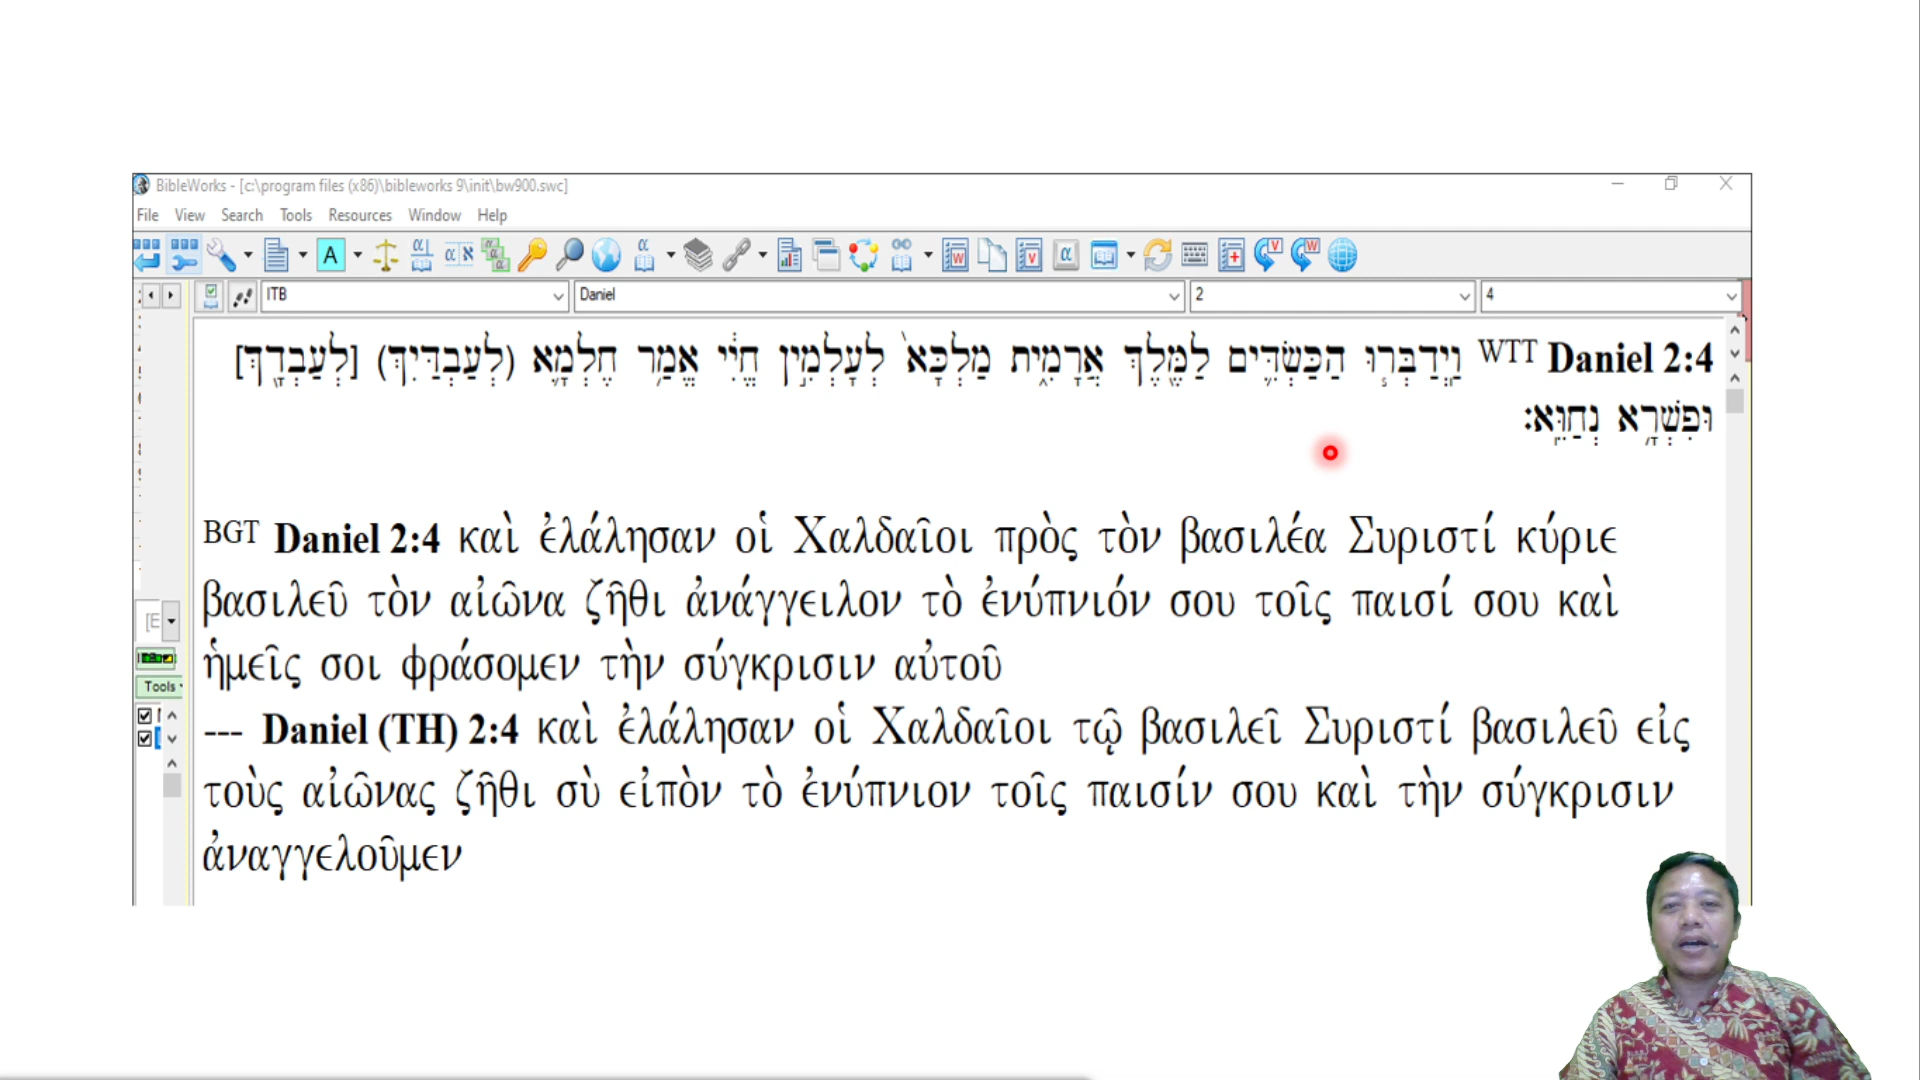 BibleWorks - [c:\program files (x86)\bibleworks 9\init\bw900.swc]
File View Search Tools Resources Window Help
ITB Daniel 2 4
WTT Daniel 2:4 וַֽיְדַבְּר֧וּ הַכַּשְׂדִּ֛ים לַמֶּ֖לֶךְ אֲרָמִ֑ית מַלְכָּא֙ לְעָלְמִ֣ין חֱיִ֔י אֱמַ֥ר חֶלְמָ֛א (לְעַבְדַּיִךְ) [לְעַבְדָ֖ךְ]
וּפִשְׁרָ֥א נְחַוֵּֽא׃
BGT Daniel 2:4 καὶ ἐλάλησαν οἱ Χαλδαῖοι πρὸς τὸν βασιλέα Συριστί κύριε
βασιλεῦ τὸν αἰῶνα ζῆθι ἀνάγγειλον τὸ ἐνύπνιόν σου τοῖς παισί σου καὶ
ἡμεῖς σοι φράσομεν τὴν σύγκρισιν αὐτοῦ
--- Daniel (TH) 2:4 καὶ ἐλάλησαν οἱ Χαλδαῖοι τῷ βασιλεῖ Συριστί βασιλεῦ εἰς
τοὺς αἰῶνας ζῆθι σὺ εἰπὸν τὸ ἐνύπνιον τοῖς παισίν σου καὶ τὴν σύγκρισιν
ἀναγγελοῦμεν
Tools